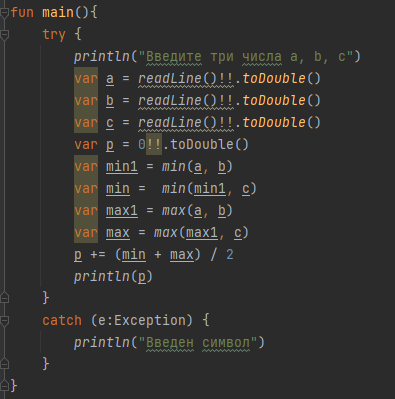 fun main(){
try {
println("Введите три числа a, b, c")
var a = readLine()!!.toDouble()
var b = readLine()!!.toDouble()
var c = readLine()!!.toDouble()
var p = 0!!.toDouble()
var min1 = min(a, b)
var min =  min(min1, c)
var max1 = max(a, b)
var max = max(max1, c)
p += (min + max) / 2
println(p)
}
catch (e:Exception) {
println("Введен символ")
}
}